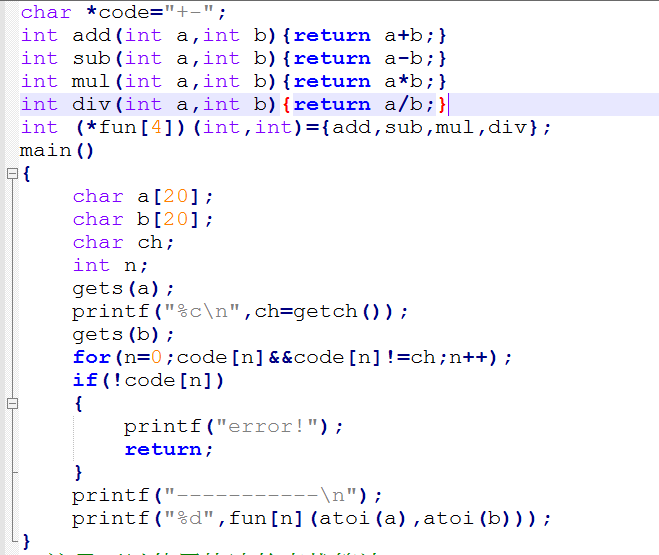 char *code="+-";
int add(int a,int b){return a+b;}
int sub(int a,int b){return a-b;}
int mul(int a,int b){return a*b;}
int div(int a,int b){return a/b;}
int (*fun[4])(int,int)={add,sub,mul,div};
main()
{
char a[20];
char b[20];
char ch;
int n;
gets(a);
printf("%c\n",ch=getch());
gets(b);
for(n=0;code[n]&&code[n]!=ch;n++);
if(!code[n])
{
printf("error!");
return;
}
printf("-----------\n");
printf("%d",fun[n](atoi(a),atoi(b)));
}